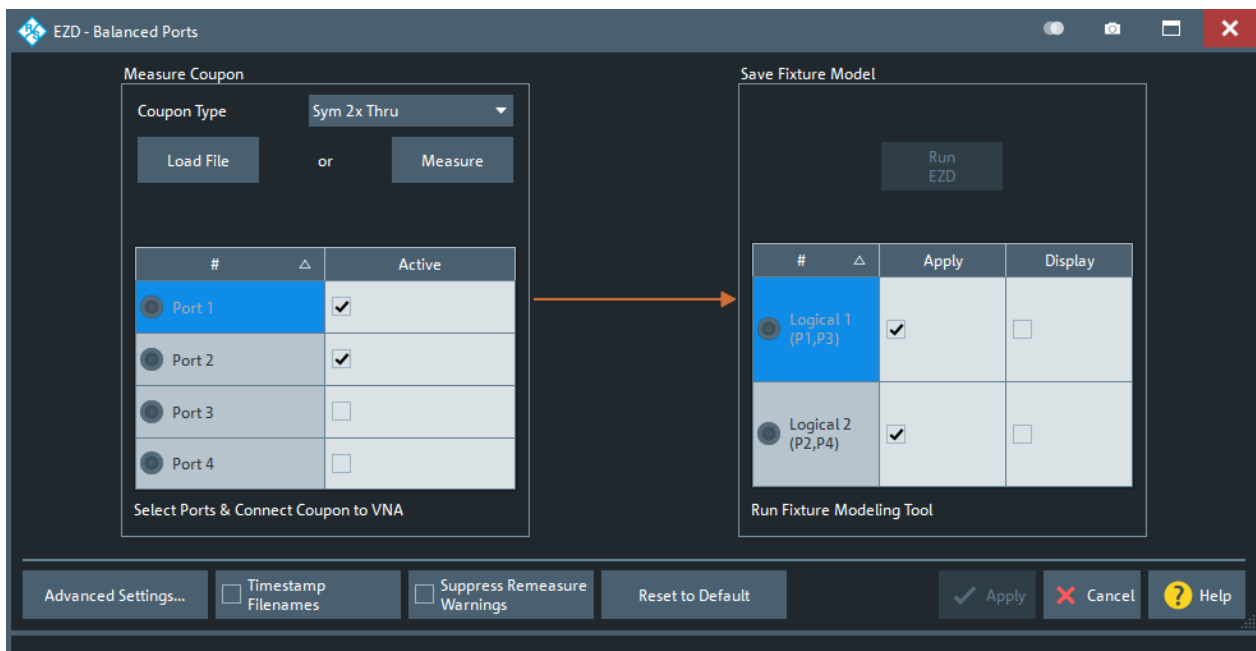 EZD - Balanced Ports
Measure Coupon
Coupon Type
Sym 2x Thru
Load File
or
Measure
#
Active
Port 1
Port 2
Port 3
Port 4
Select Ports & Connect Coupon to VNA
Save Fixture Model
Run
EZD
#
Apply
Display
Logical 1
(P1,P3)
Logical 2
(P2,P4)
Run Fixture Modeling Tool
Advanced Settings...
Timestamp
Filenames
Suppress Remeasure
Warnings
Reset to Default
Apply
Cancel
? Help